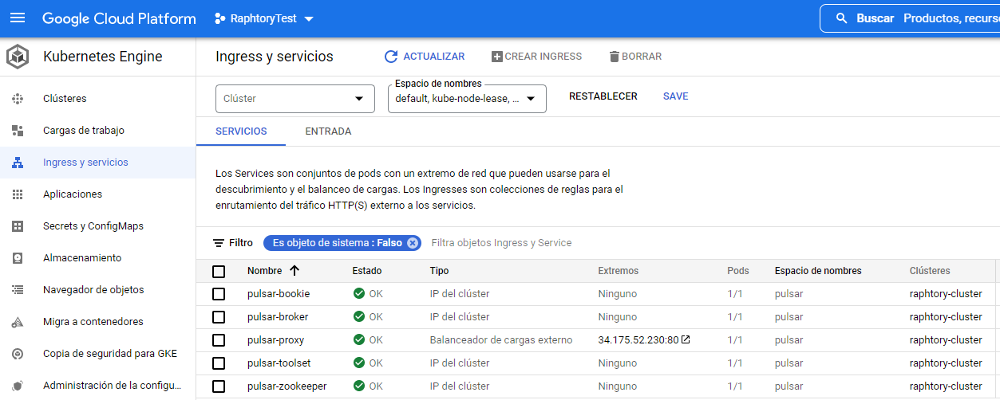 Google Cloud Platform RaphtoryTest Buscar Productos, recurso
Kubernetes Engine
Ingress y servicios ACTUALIZAR CREAR INGRESS BORRAR
Clústeres
Cargas de trabajo
Ingress y servicios
Aplicaciones
Secrets y ConfigMaps
Almacenamiento
Navegador de objetos
Migra a contenedores
Copia de seguridad para GKE
Administración de la configu...
Espacio de nombres
Clúster default, kube-node-lease, ... RESTABLECER SAVE
SERVICIOS ENTRADA
Los Services son conjuntos de pods con un extremo de red que pueden usarse para el
descubrimiento y el balanceo de cargas. Los Ingresses son colecciones de reglas para el
enrutamiento del tráfico HTTP(S) externo a los servicios.
Filtro Es objeto de sistema : Falso Filtra objetos Ingress y Service
Nombre Estado Tipo Extremos Pods Espacio de nombres Clústeres
pulsar-bookie OK IP del clúster Ninguno 1/1 pulsar raphtory-cluster
pulsar-broker OK IP del clúster Ninguno 1/1 pulsar raphtory-cluster
pulsar-proxy OK Balanceador de cargas externo 34.175.52.230:80 1/1 pulsar raphtory-cluster
pulsar-toolset OK IP del clúster Ninguno 1/1 pulsar raphtory-cluster
pulsar-zookeeper OK IP del clúster Ninguno 1/1 pulsar raphtory-cluster